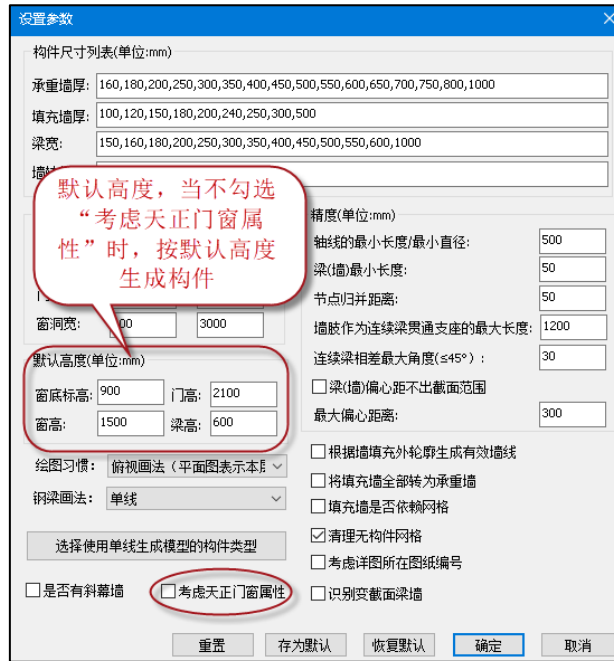 设置参数
构件尺寸列表(单位:mm)
承重墙厚: 160,180,200,250,300,350,400,450,500,550,600,650,700,750,800,1000
填充墙厚: 100,120,150,180,200,240,250,300,500
梁宽: 150,160,180,200,250,300,350,400,450,500,550,600,1000
默认高度，当不勾选
“考虑天正门窗属
性”时，按默认高度
生成构件
窗洞宽: 3000
默认高度(单位:mm)
窗底标高: 900 门高: 2100
窗高: 1500 梁高: 600
绘图习惯: 俯视画法（平面图表示本
钢梁画法: 单线
选择使用单线生成模型的构件类型
是否有斜幕墙 考虑天正门窗属性
精度(单位:mm)
轴线的最小长度/最小直径: 500
梁(墙)最小长度: 50
节点归并距离: 50
墙肢作为连续梁贯通支座的最大长度: 1200
连续梁相差最大角度(≤45°): 30
梁(墙)偏心距不出截面范围
最大偏心距离: 300
根据墙填充外轮廓生成有效墙线
将填充墙全部转为承重墙
填充墙是否依赖网格
清理无构件网格
考虑详图所在图纸编号
识别变截面梁墙
重置 存为默认 恢复默认 确定 取消